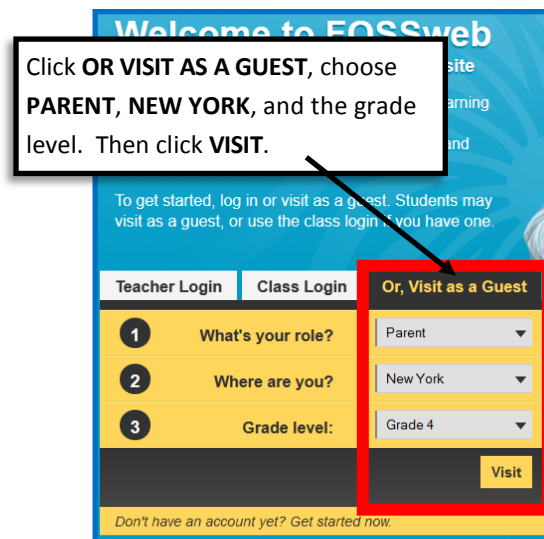 Welcome to FOSSweb
site
Click OR VISIT AS A GUEST, choose
PARENT, NEW YORK, and the grade
level. Then click VISIT.
arning
and
To get started, log in or visit as a guest. Students may
visit as a guest, or use the class login if you have one.
Teacher Login Class Login Or, Visit as a Guest
1 What's your role? Parent
2 Where are you? New York
3 Grade level: Grade 4
Visit
Don't have an account yet? Get started now.